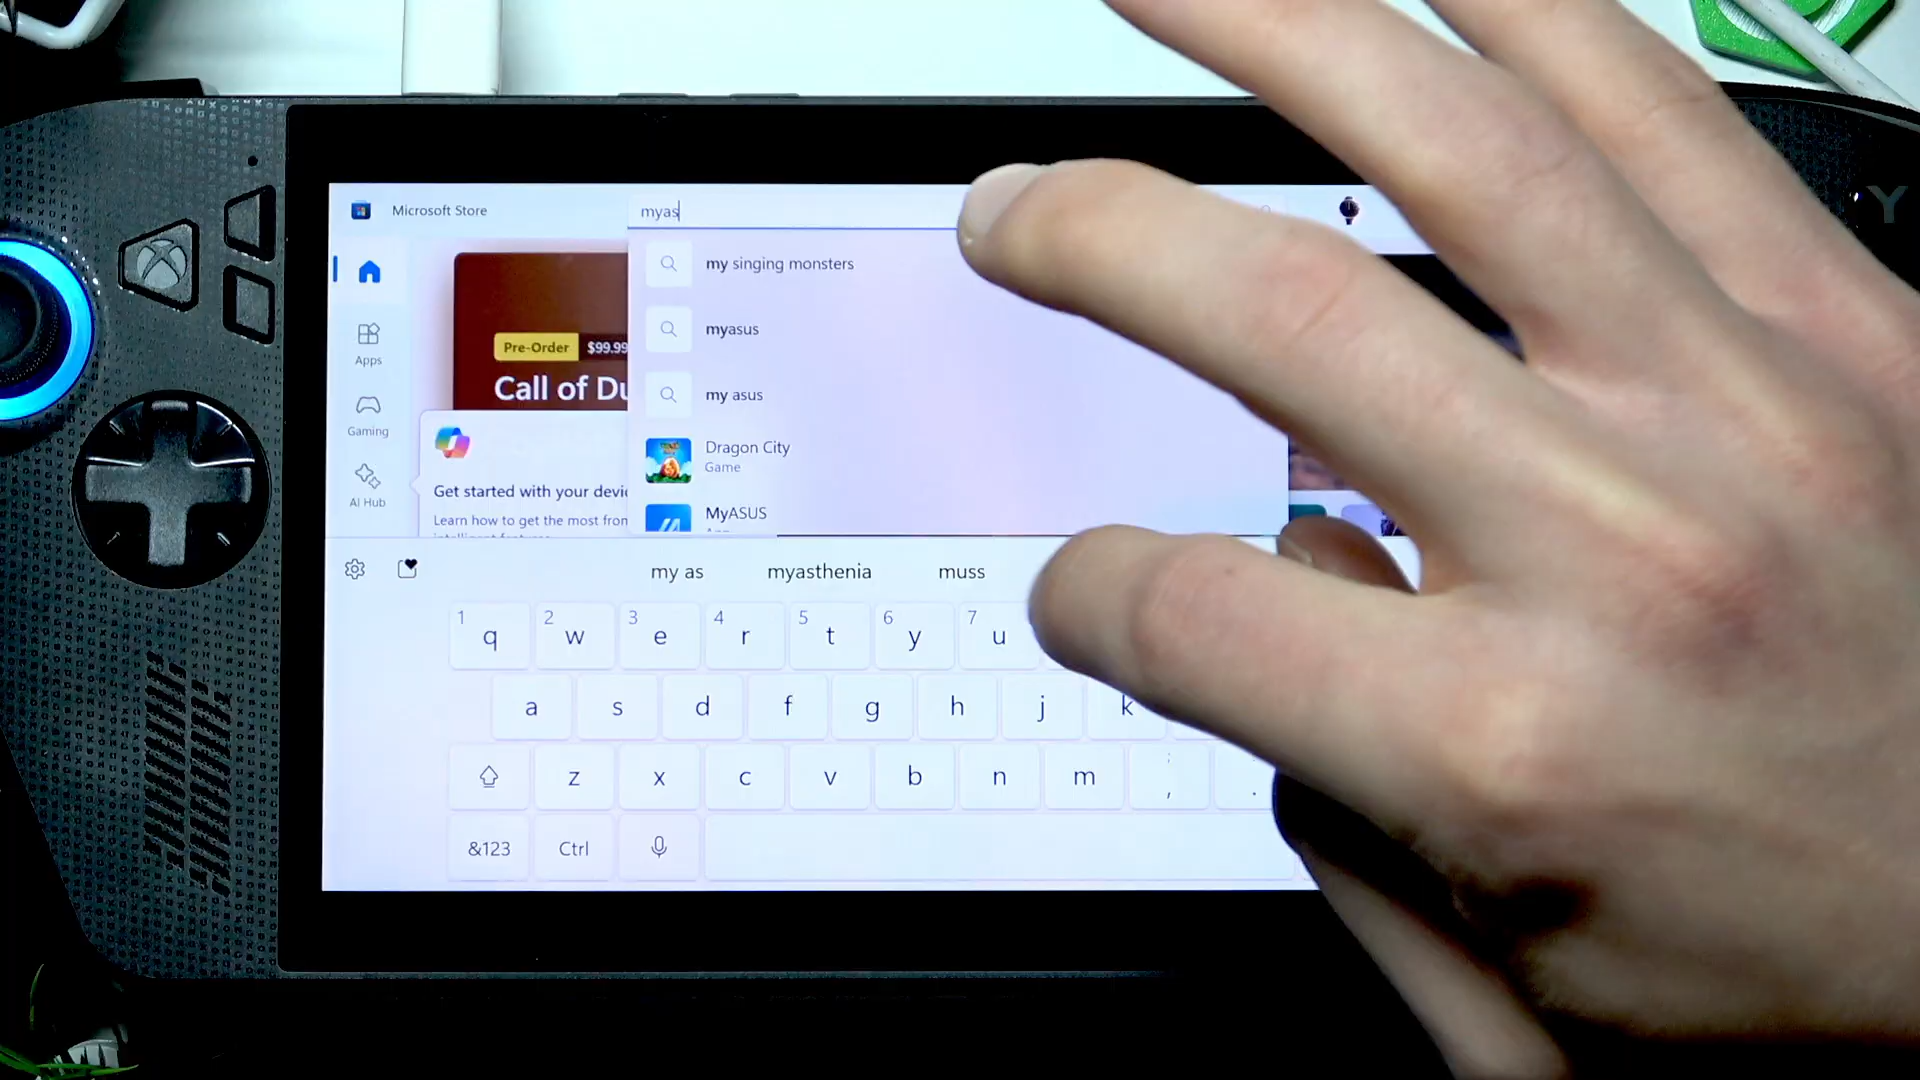 Microsoft Store
myas
my singing monsters
myasus
my asus
Dragon City
Game
MyASUS
Apps
Gaming
AI Hub
Pre-Order $99.99
Call of Du
Get started with your devic
Learn how to get the most from
my as myasthenia muss
1 2 3 4 5 6 7
q w e r t y u
a s d f g h j k
z x c v b n m , .
&123 Ctrl
Y